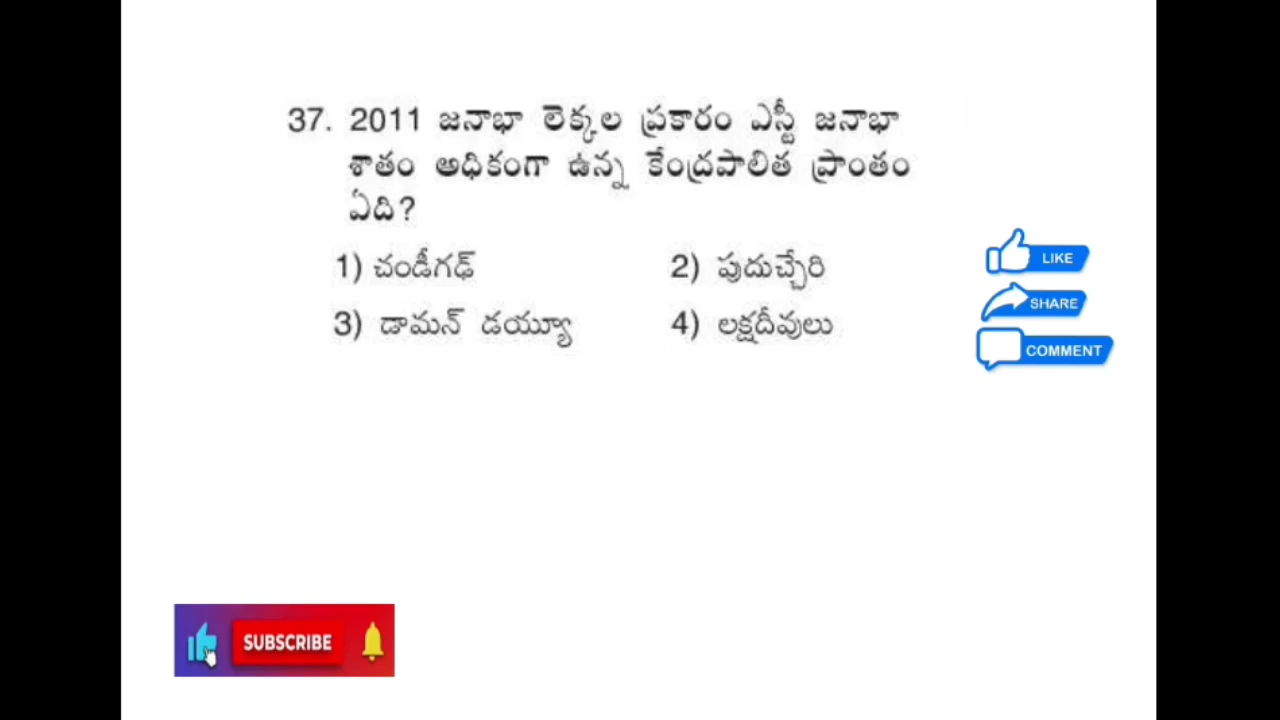 37. 2011 జనాభా లెక్కల ప్రకారం ఎస్టీ జనాభా
శాతం అధికంగా ఉన్న కేంద్రపాలిత ప్రాంతం
ఏది?
1) చండీగఢ్ 2) పుదుచ్చేరి
3) డామన్ డయ్యూ 4) లక్షదీవులు
LIKE
SHARE
COMMENT
SUBSCRIBE